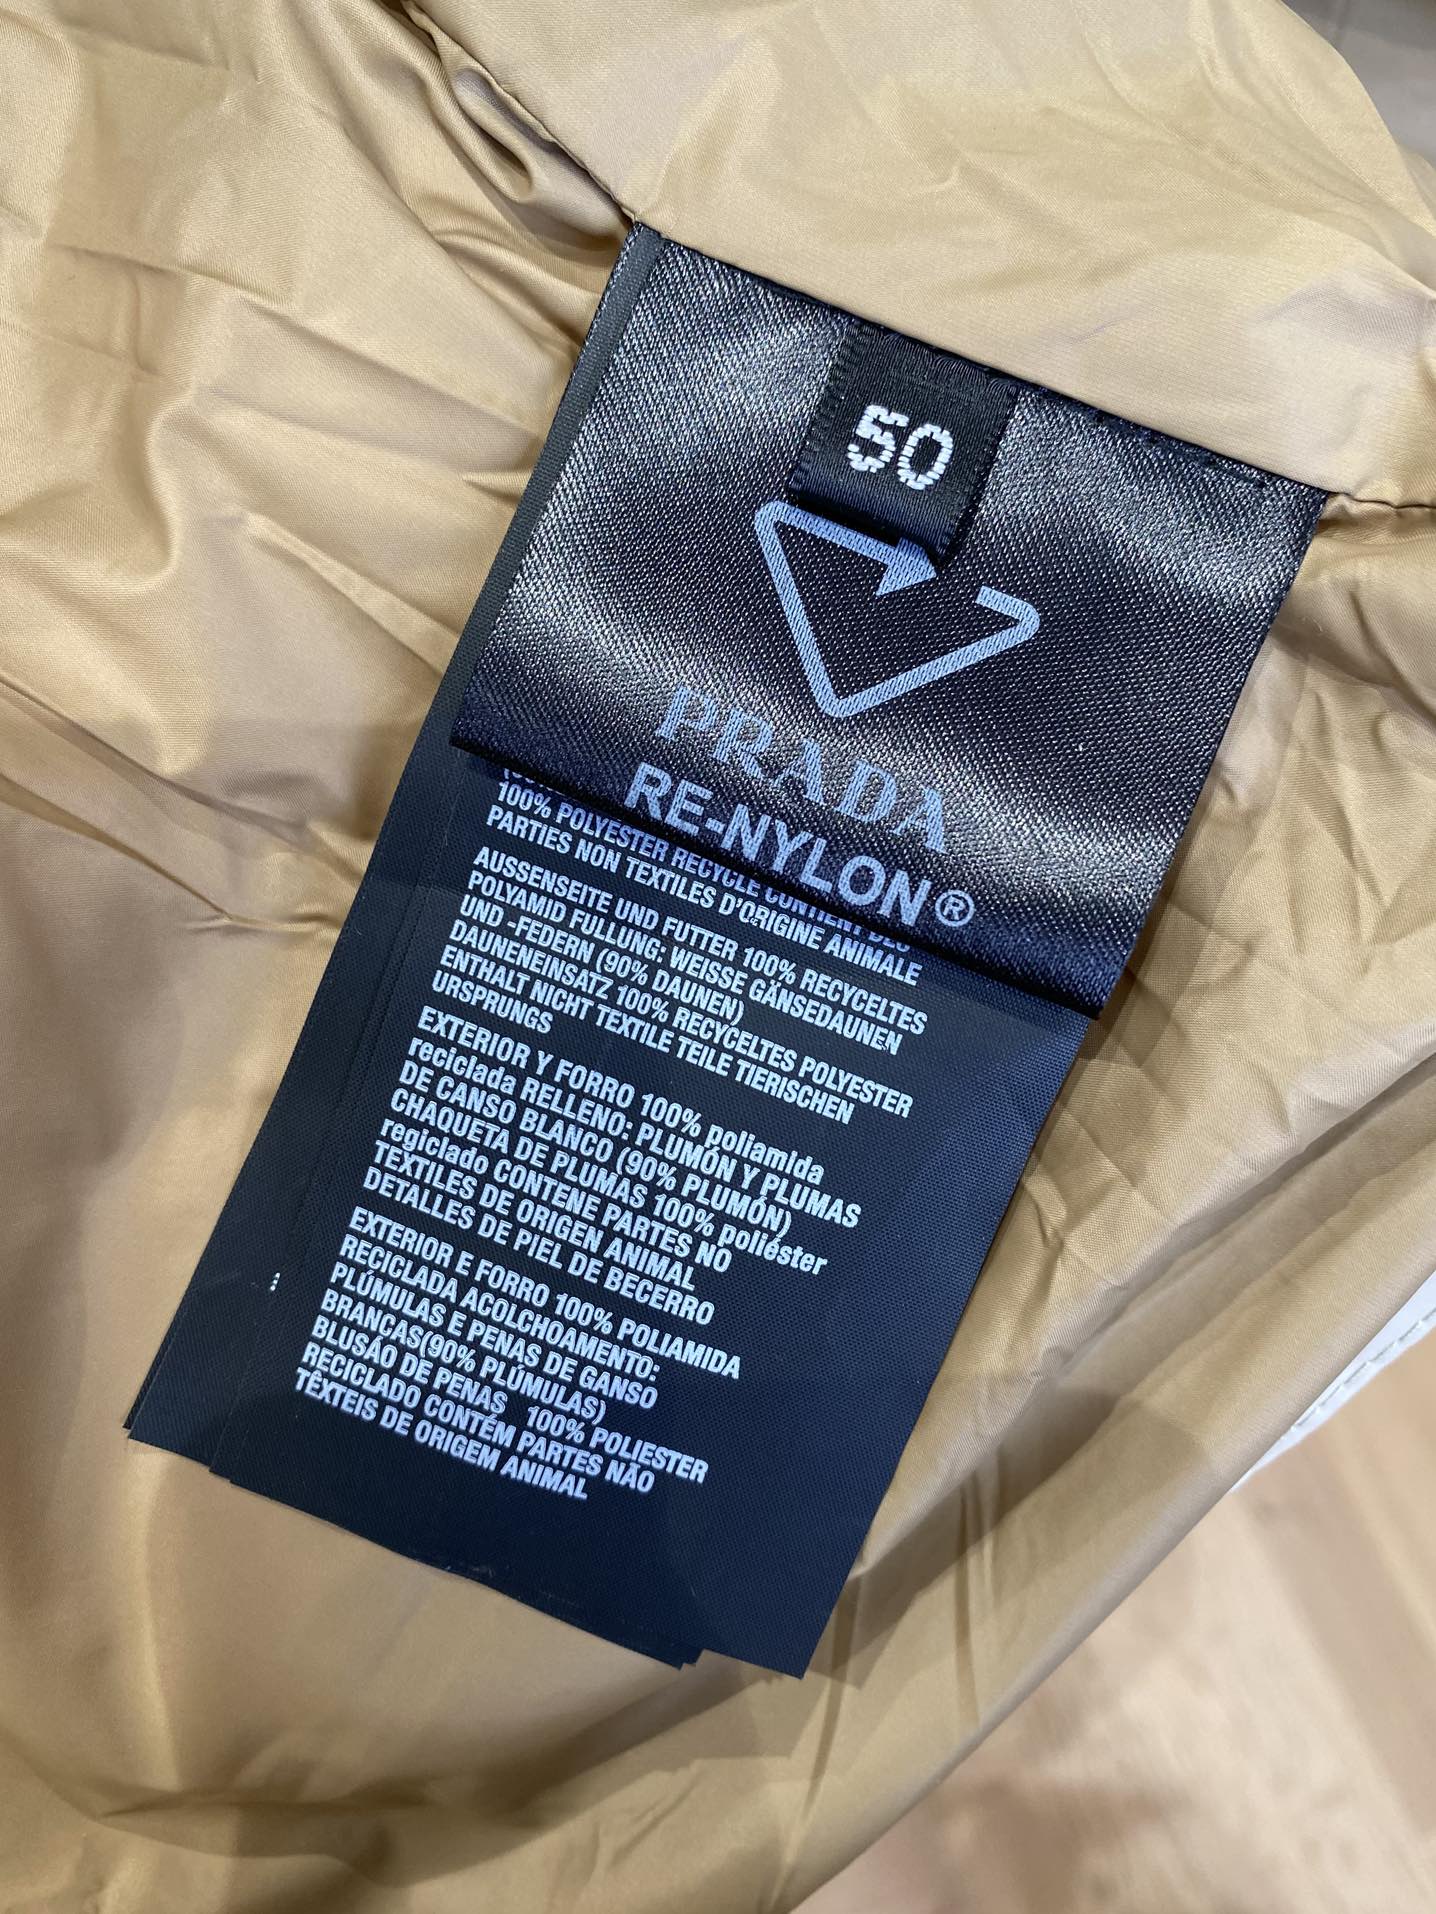 50
PRADA
RE-NYLON®
100% POLYESTER RECYCLE CONTIENT DES
PARTIES NON TEXTILES D'ORIGINE ANIMALE
AUSSENSEITE UND FUTTER 100% RECYCELTES
POLYAMID FULLUNG: WEISSE GÄNSEDAUNEN
UND -FEDERN (90% DAUNEN)
DAUNENEINSATZ 100% RECYCELTES POLYESTER
ENTHALT NICHT TEXTILE TEILE TIERISCHEN
URSPRUNGS
EXTERIOR Y FORRO 100% poliamida
reciclada RELLENO: PLUMÓN Y PLUMAS
DE CANSO BLANCO (90% PLUMÓN)
CHAQUETA DE PLUMAS 100% poliéster
regiclado CONTENE PARTES NO
TEXTILES DE ORIGEN ANIMAL
DETALLES DE PIEL DE BECERRO
EXTERIOR E FORRO 100% POLIAMIDA
RECICLADA ACOLCHOAMENTO:
PLÚMULAS E PENAS DE GANSO
BRANCAS(90% PLÚMULAS)
BLUSÁO DE PENAS 100% POLIESTER
RECICLADO CONTÉM PARTES NÃO
TÊXTEIS DE ORIGEM ANIMAL